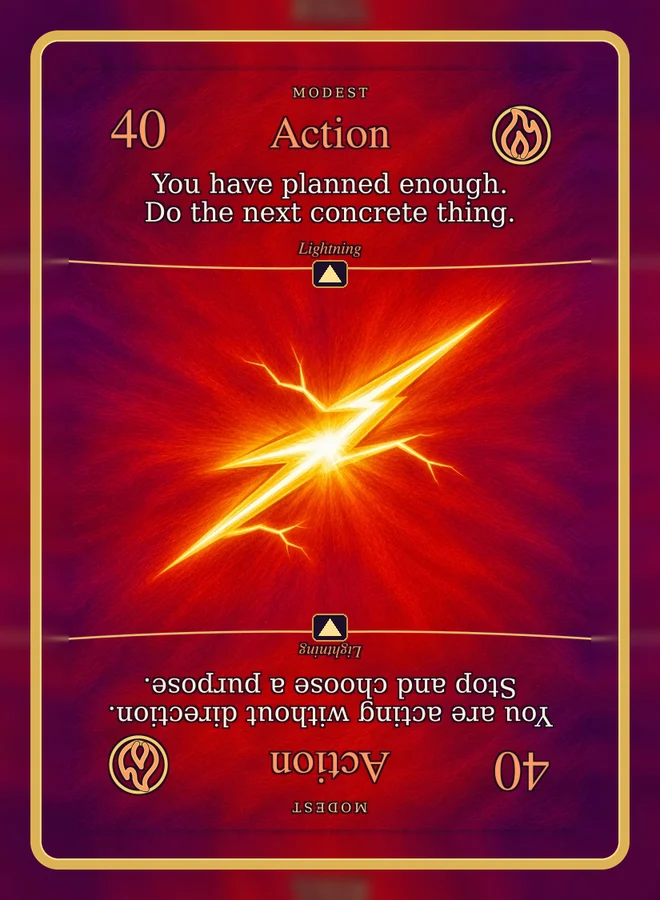 MODEST
40 Action
You have planned enough.
Do the next concrete thing.
Lightning
Lightning
You are acting without direction.
Stop and choose a purpose.
40 Action
MODEST